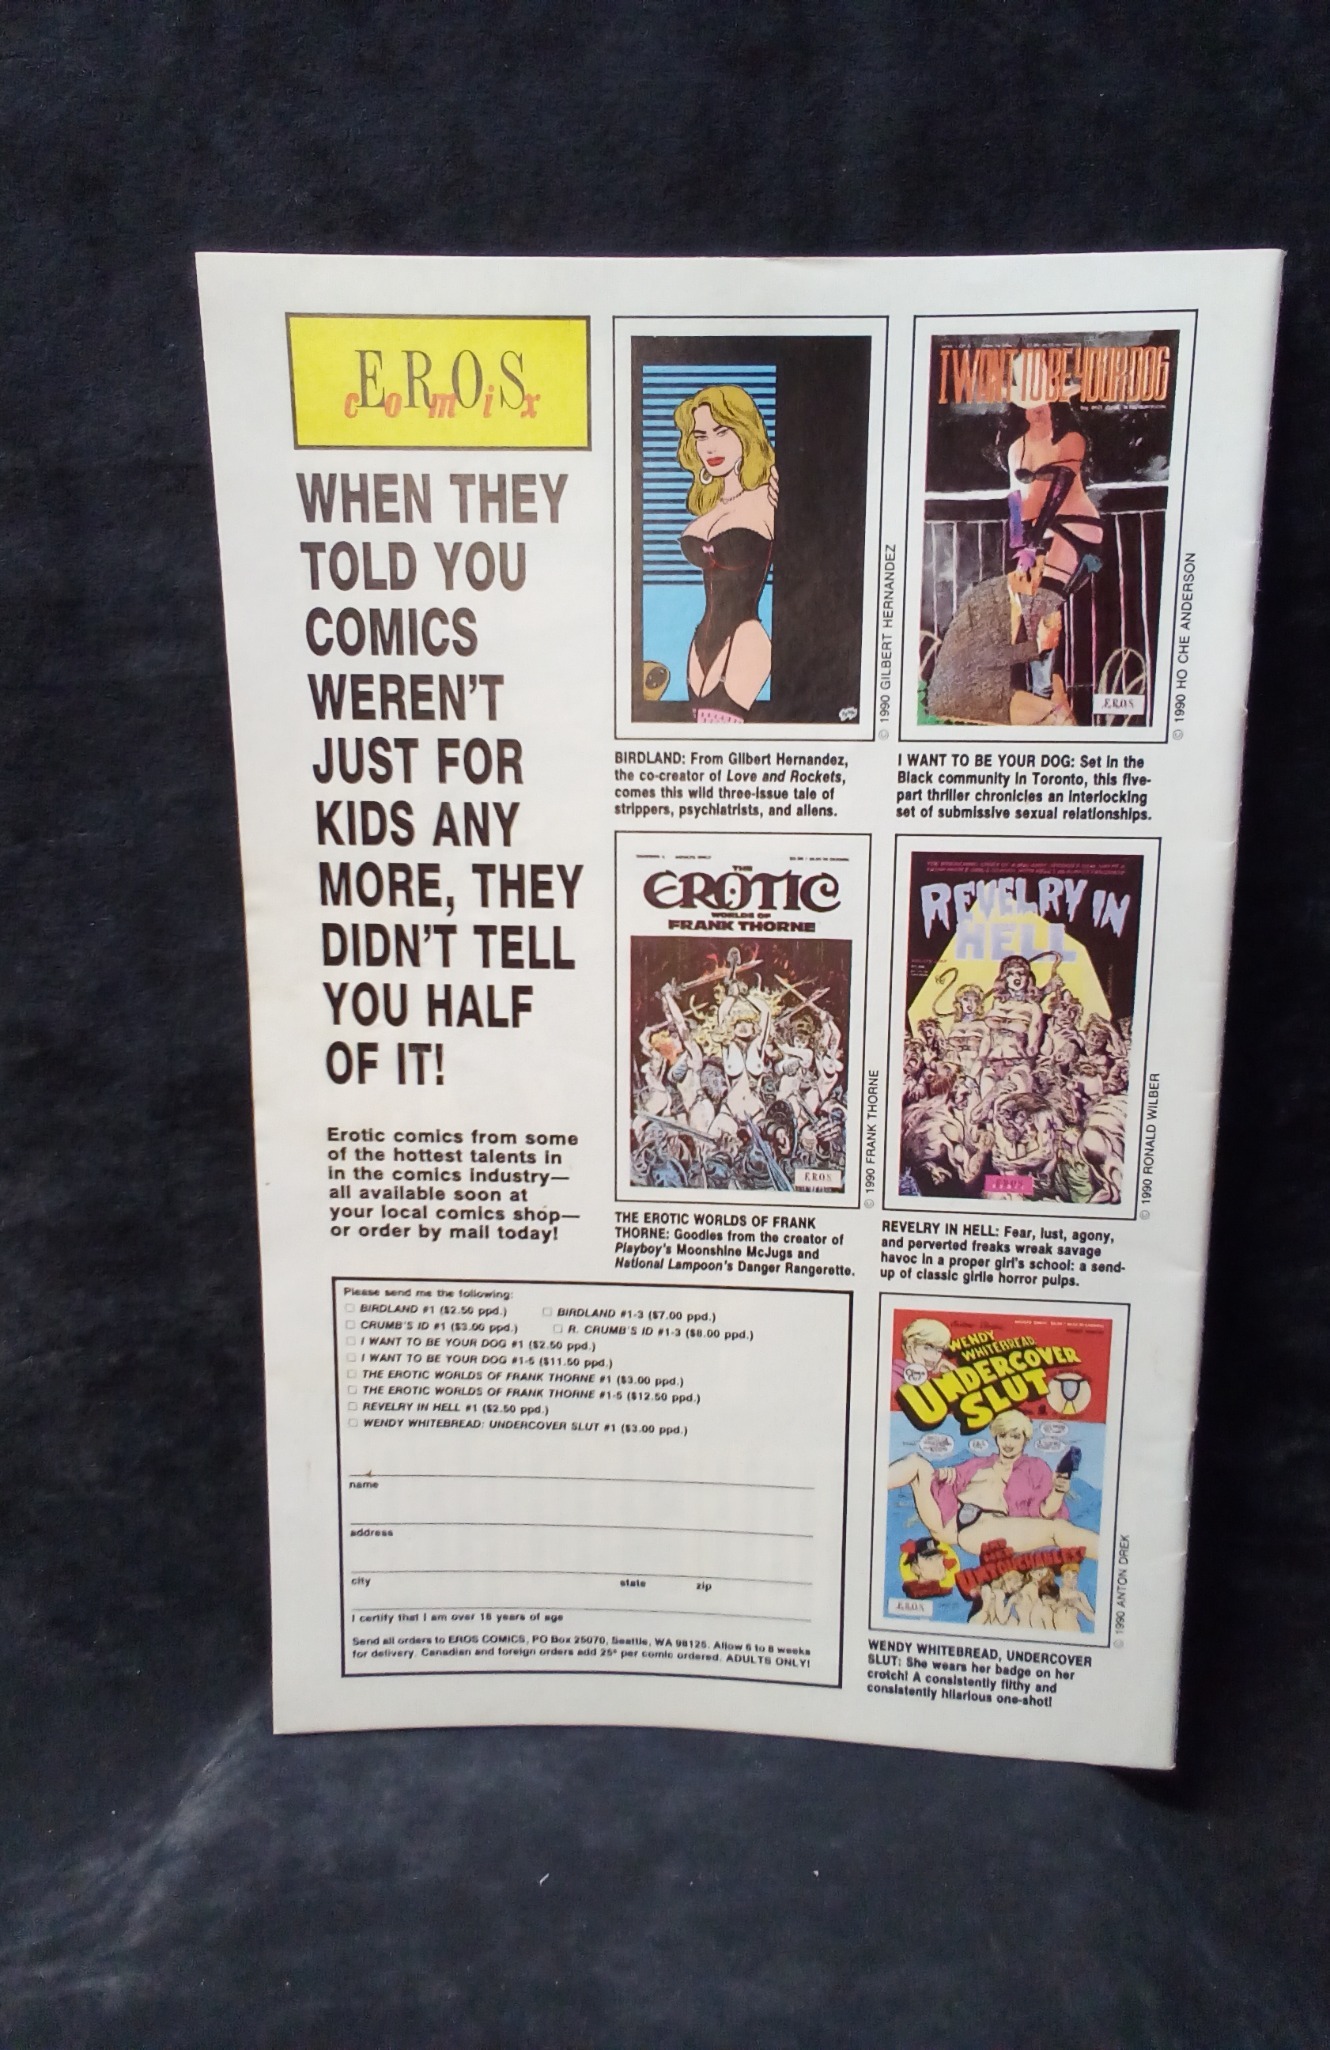 EROS
comix
WHEN THEY
TOLD YOU
COMICS
WEREN'T
JUST FOR
KIDS ANY
MORE, THEY
DIDN'T TELL
YOU HALF
OF IT!
Erotic comics from some
of the hottest talents in
in the comics industry—
all available soon at
your local comics shop—
or order by mail today!
© 1990 GILBERT HERNANDEZ
BIRDLAND: From Gilbert Hernandez,
the co-creator of Love and Rockets,
comes this wild three-issue tale of
strippers, psychiatrists, and aliens.
I WANT TO BE YOUR DOG
EROS
© 1990 HO CHE ANDERSON
I WANT TO BE YOUR DOG: Set in the
Black community in Toronto, this five-
part thriller chronicles an interlocking
set of submissive sexual relationships.
THE
EROTIC
WORLDS OF
FRANK THORNE
EROS
© 1990 FRANK THORNE
THE EROTIC WORLDS OF FRANK
THORNE: Goodies from the creator of
Playboy's Moonshine McJugs and
National Lampoon's Danger Rangerette.
REVELRY IN
HELL
EROS
© 1990 RONALD WILBER
REVELRY IN HELL: Fear, lust, agony,
and perverted freaks wreak savage
havoc in a proper girl's school: a send-
up of classic girlie horror pulps.
WENDY
WHITEBREAD,
UNDERCOVER
SLUT
UNTOUCHABLES!
EROS
© 1990 ANTON DREK
WENDY WHITEBREAD, UNDERCOVER
SLUT: She wears her badge on her
crotch! A consistently filthy and
consistently hilarious one-shot!
Please send me the following:
BIRDLAND #1 ($2.50 ppd.) BIRDLAND #1-3 ($7.00 ppd.)
CRUMB'S ID #1 ($3.00 ppd.) R. CRUMB'S ID #1-3 ($8.00 ppd.)
I WANT TO BE YOUR DOG #1 ($2.50 ppd.)
I WANT TO BE YOUR DOG #1-5 ($11.50 ppd.)
THE EROTIC WORLDS OF FRANK THORNE #1 ($3.00 ppd.)
THE EROTIC WORLDS OF FRANK THORNE #1-5 ($12.50 ppd.)
REVELRY IN HELL #1 ($2.50 ppd.)
WENDY WHITEBREAD: UNDERCOVER SLUT #1 ($3.00 ppd.)
name
address
city state zip
I certify that I am over 18 years of age
Send all orders to EROS COMICS, PO Box 25070, Seattle, WA 98125. Allow 6 to 8 weeks
for delivery. Canadian and foreign orders add 25¢ per comic ordered. ADULTS ONLY!